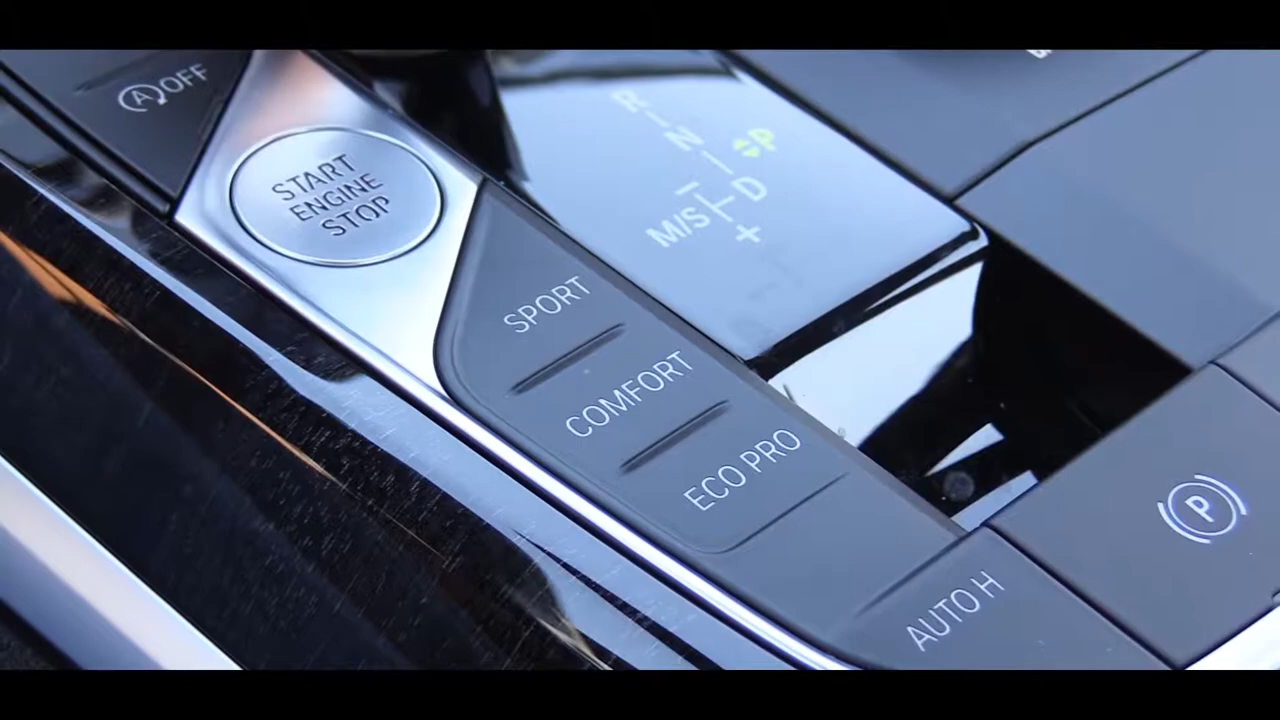 (A) OFF
START
ENGINE
STOP
R
N
P
D
M/S
+
SPORT
COMFORT
ECO PRO
(P)
AUTO H